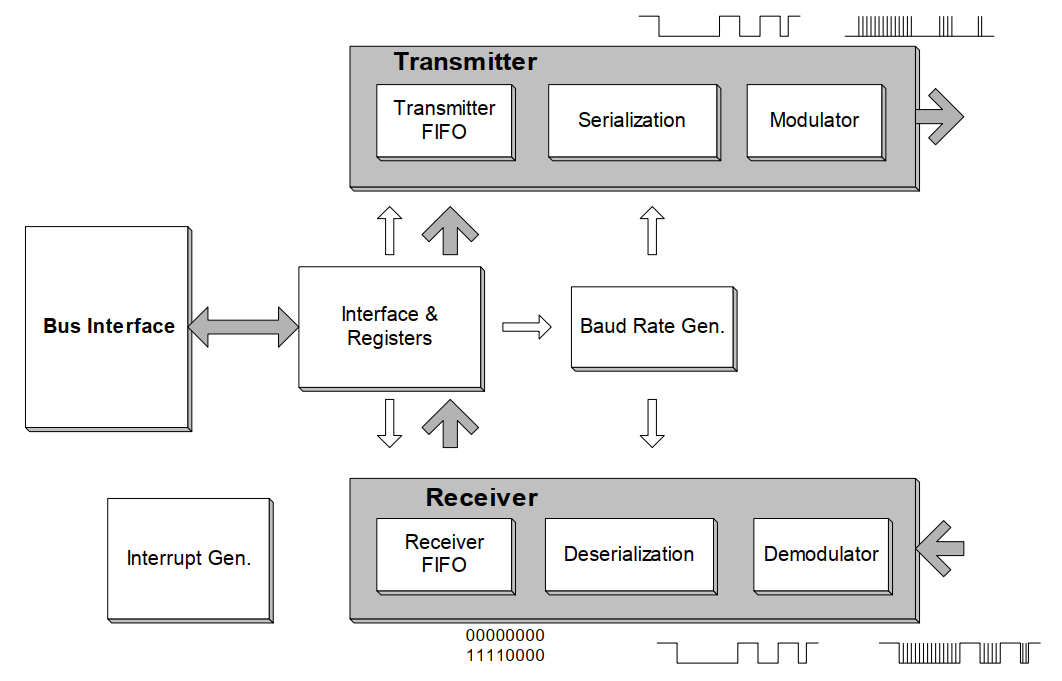 Transmitter
Transmitter
FIFO
Serialization
Modulator
Bus Interface
Interface &
Registers
Baud Rate Gen.
Receiver
Receiver
FIFO
Deserialization
Demodulator
Interrupt Gen.
00000000
11110000